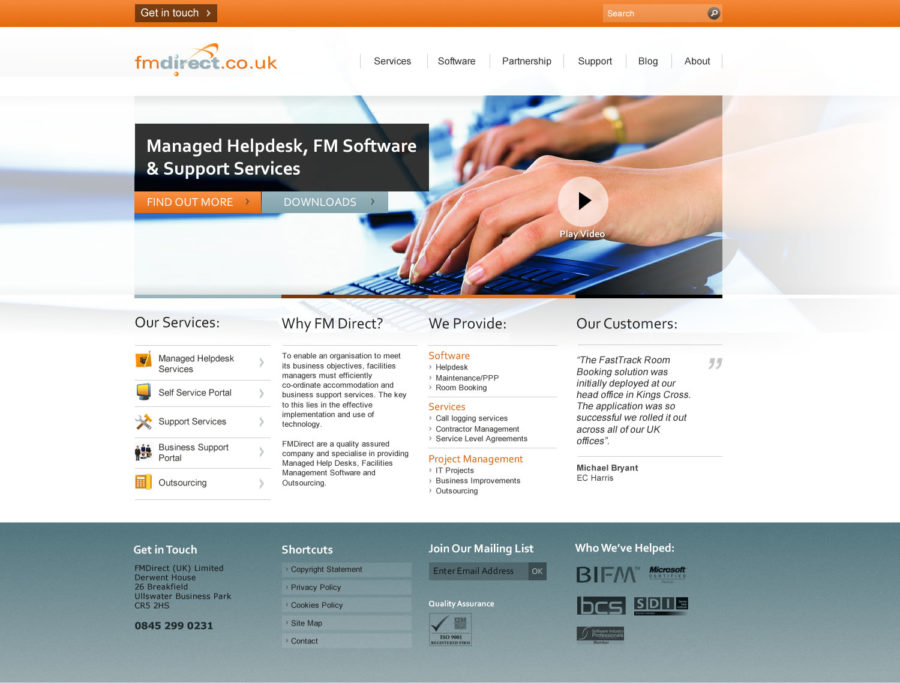 Get in touch
Search
fmdirect.co.uk
Services
Software
Partnership
Support
Blog
About
Managed Helpdesk, FM Software
& Support Services
FIND OUT MORE
DOWNLOADS
Play Video
Our Services:
Managed Helpdesk
Services
Self Service Portal
Support Services
Business Support
Portal
Outsourcing
Why FM Direct?
To enable an organisation to meet
its business objectives, facilities
managers must efficiently
co-ordinate accommodation and
business support services. The key
to this lies in the effective
implementation and use of
technology.
FMDirect are a quality assured
company and specialise in providing
Managed Help Desks, Facilities
Management Software and
Outsourcing.
We Provide:
Software
Helpdesk
Maintenance/PPP
Room Booking
Services
Call logging services
Contractor Management
Service Level Agreements
Project Management
IT Projects
Business Improvements
Outsourcing
Our Customers:
“The FastTrack Room
Booking solution was
initially deployed at our
head office in Kings Cross.
The application was so
successful we rolled it out
across all of our UK
offices”.
Michael Bryant
EC Harris
Get in Touch
FMDirect (UK) Limited
Derwent House
26 Breakfield
Ullswater Business Park
CR5 2HS
0845 299 0231
Shortcuts
Copyright Statement
Privacy Policy
Cookies Policy
Site Map
Contact
Join Our Mailing List
Enter Email Address
OK
Quality Assurance
ISO 9001
REGISTERED FIRM
Who We’ve Helped:
BIFM™
Microsoft
CERTIFIED
bcs
SDI
Software Industry
Professionals
Member